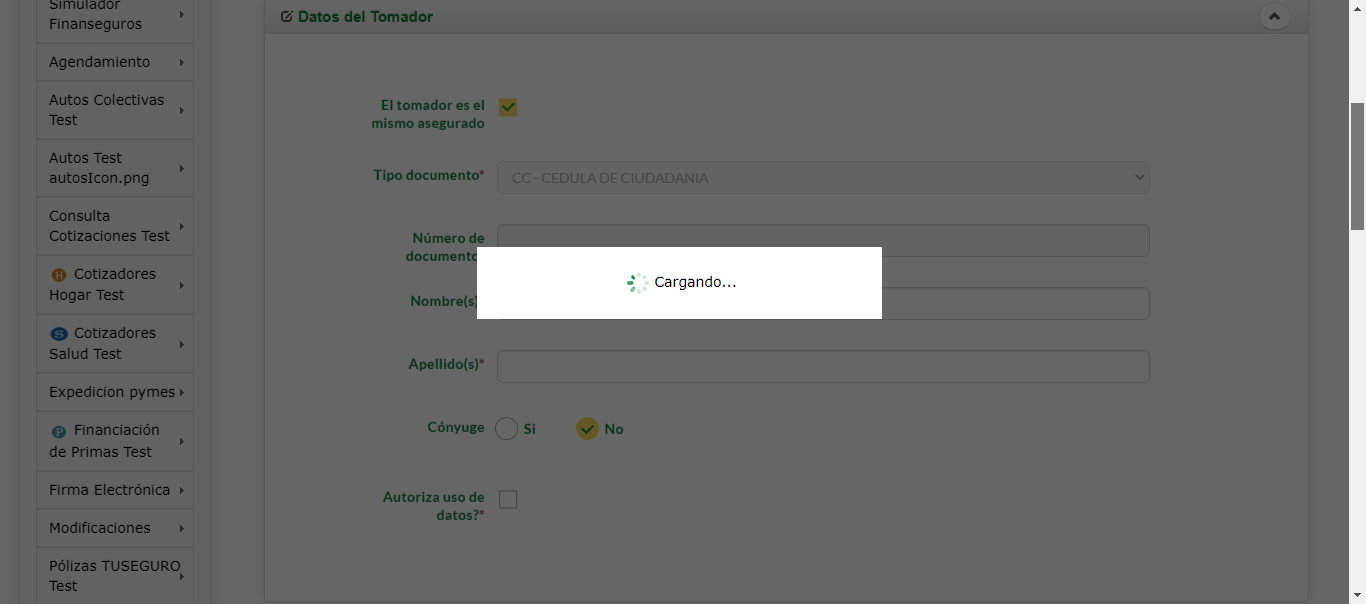 Simulador
Finanseguros
Agendamiento
Autos Colectivas
Test
Autos Test
autosIcon.png
Consulta
Cotizaciones Test
H Cotizadores
Hogar Test
S Cotizadores
Salud Test
Expedicion pymes
P Financiación
de Primas Test
Firma Electrónica
Modificaciones
Pólizas TUSEGURO
Test
Datos del Tomador
El tomador es el
mismo asegurado
Tipo documento*
CC - CEDULA DE CIUDADANIA
Número de
documento
Nombre(s)
Apellido(s)*
Cónyuge
Si
No
Autoriza uso de
datos?*
Cargando...